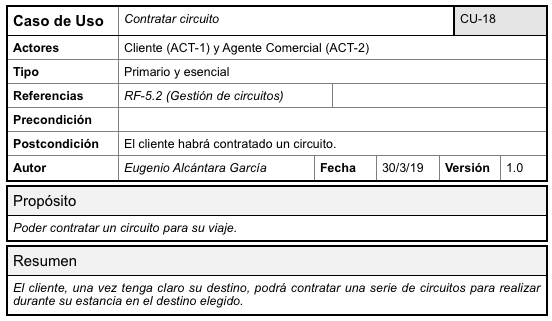 Caso de Uso Contratar circuito CU-18
Actores Cliente (ACT-1) y Agente Comercial (ACT-2)
Tipo Primario y esencial
Referencias RF-5.2 (Gestión de circuitos)
Precondición
Postcondición El cliente habrá contratado un circuito.
Autor Eugenio Alcántara García Fecha 30/3/19 Versión 1.0
Propósito
Poder contratar un circuito para su viaje.
Resumen
El cliente, una vez tenga claro su destino, podrá contratar una serie de circuitos para realizar
durante su estancia en el destino elegido.